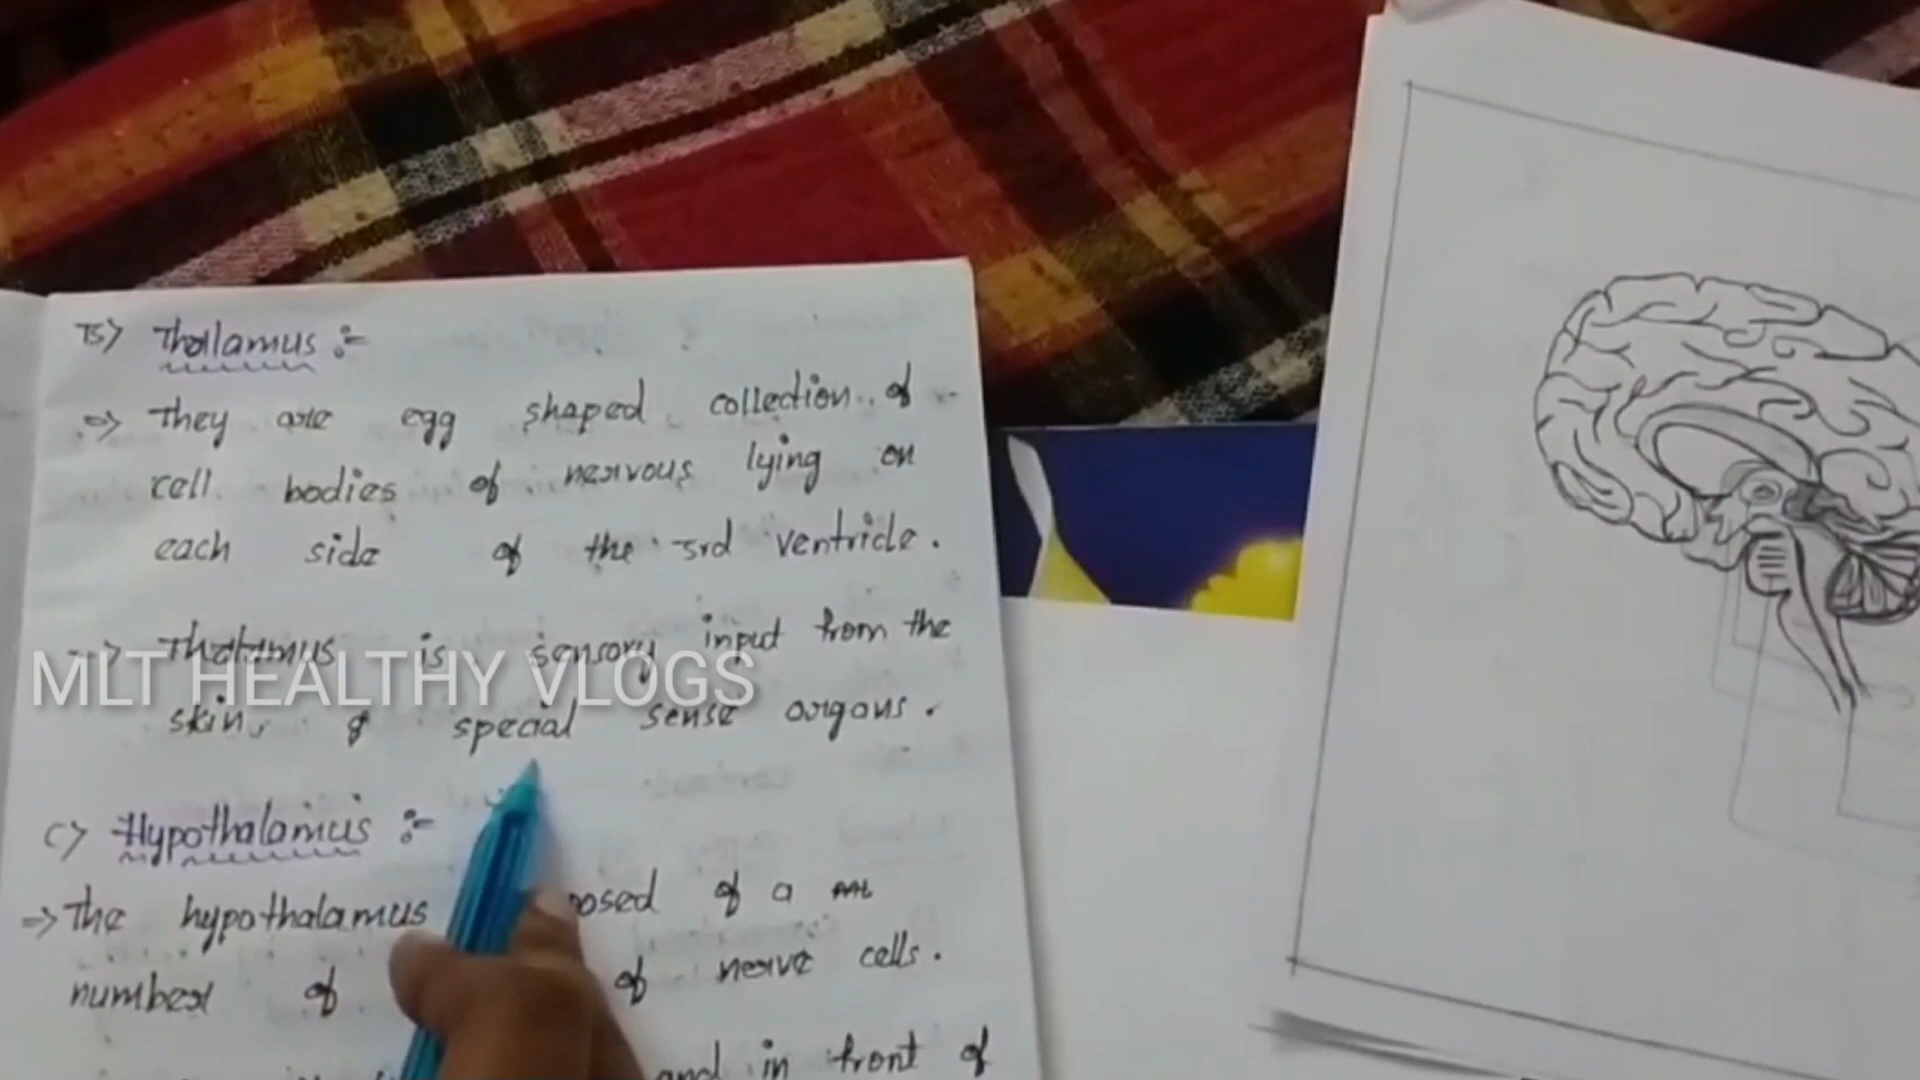 B) Thalamus :-
=> They are egg shaped collection of
cell bodies of nervous lying on
each side of the 3rd ventricle.
=> Thalamus is sensory input from the
MLT HEALTHY VLOGS
skin, & special sense organs.
C) Hypothalamus :-
=> The hypothalamus posed of a
number of of nerve cells.
and in front of